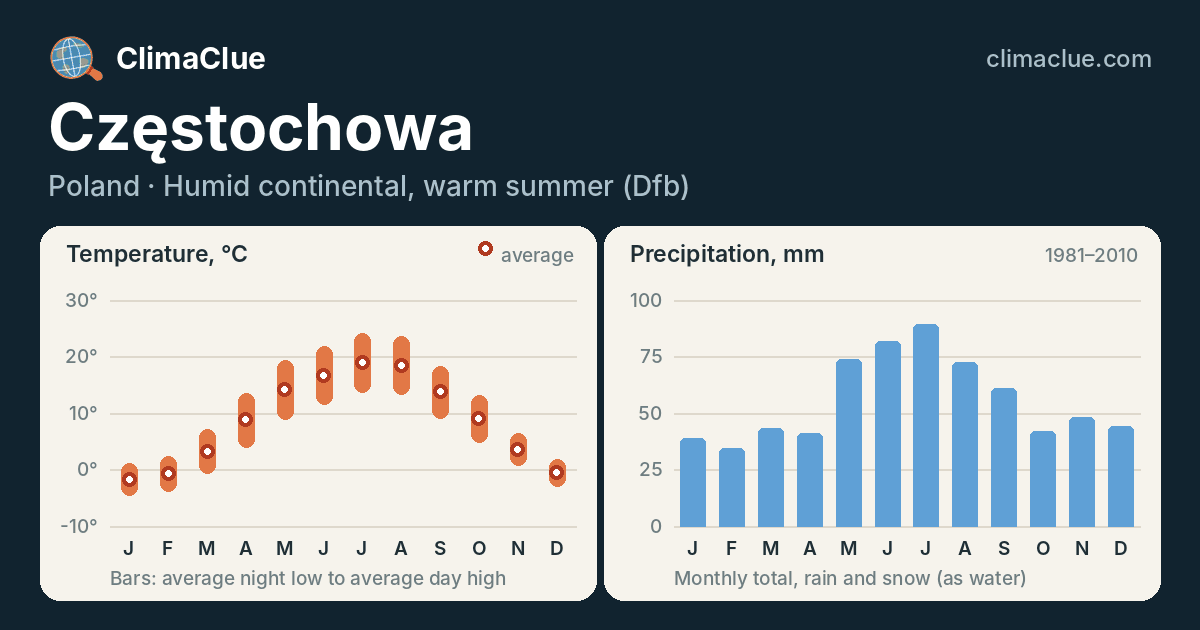 ClimaClue
climaclue.com
Częstochowa
Poland · Humid continental, warm summer (Dfb)
Temperature, °C
average
30°
20°
10°
0°
-10°
J F M A M J J A S O N D
Bars: average night low to average day high
Precipitation, mm
1981–2010
100
75
50
25
0
J F M A M J J A S O N D
Monthly total, rain and snow (as water)